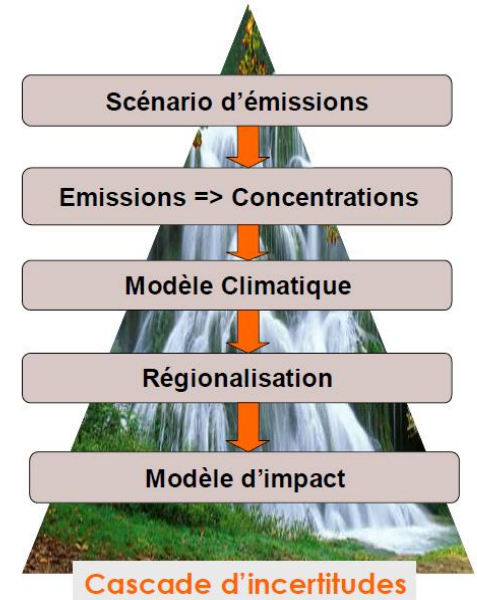 Scénario d'émissions
Emissions => Concentrations
Modèle Climatique
Régionalisation
Modèle d'impact
Cascade d'incertitudes